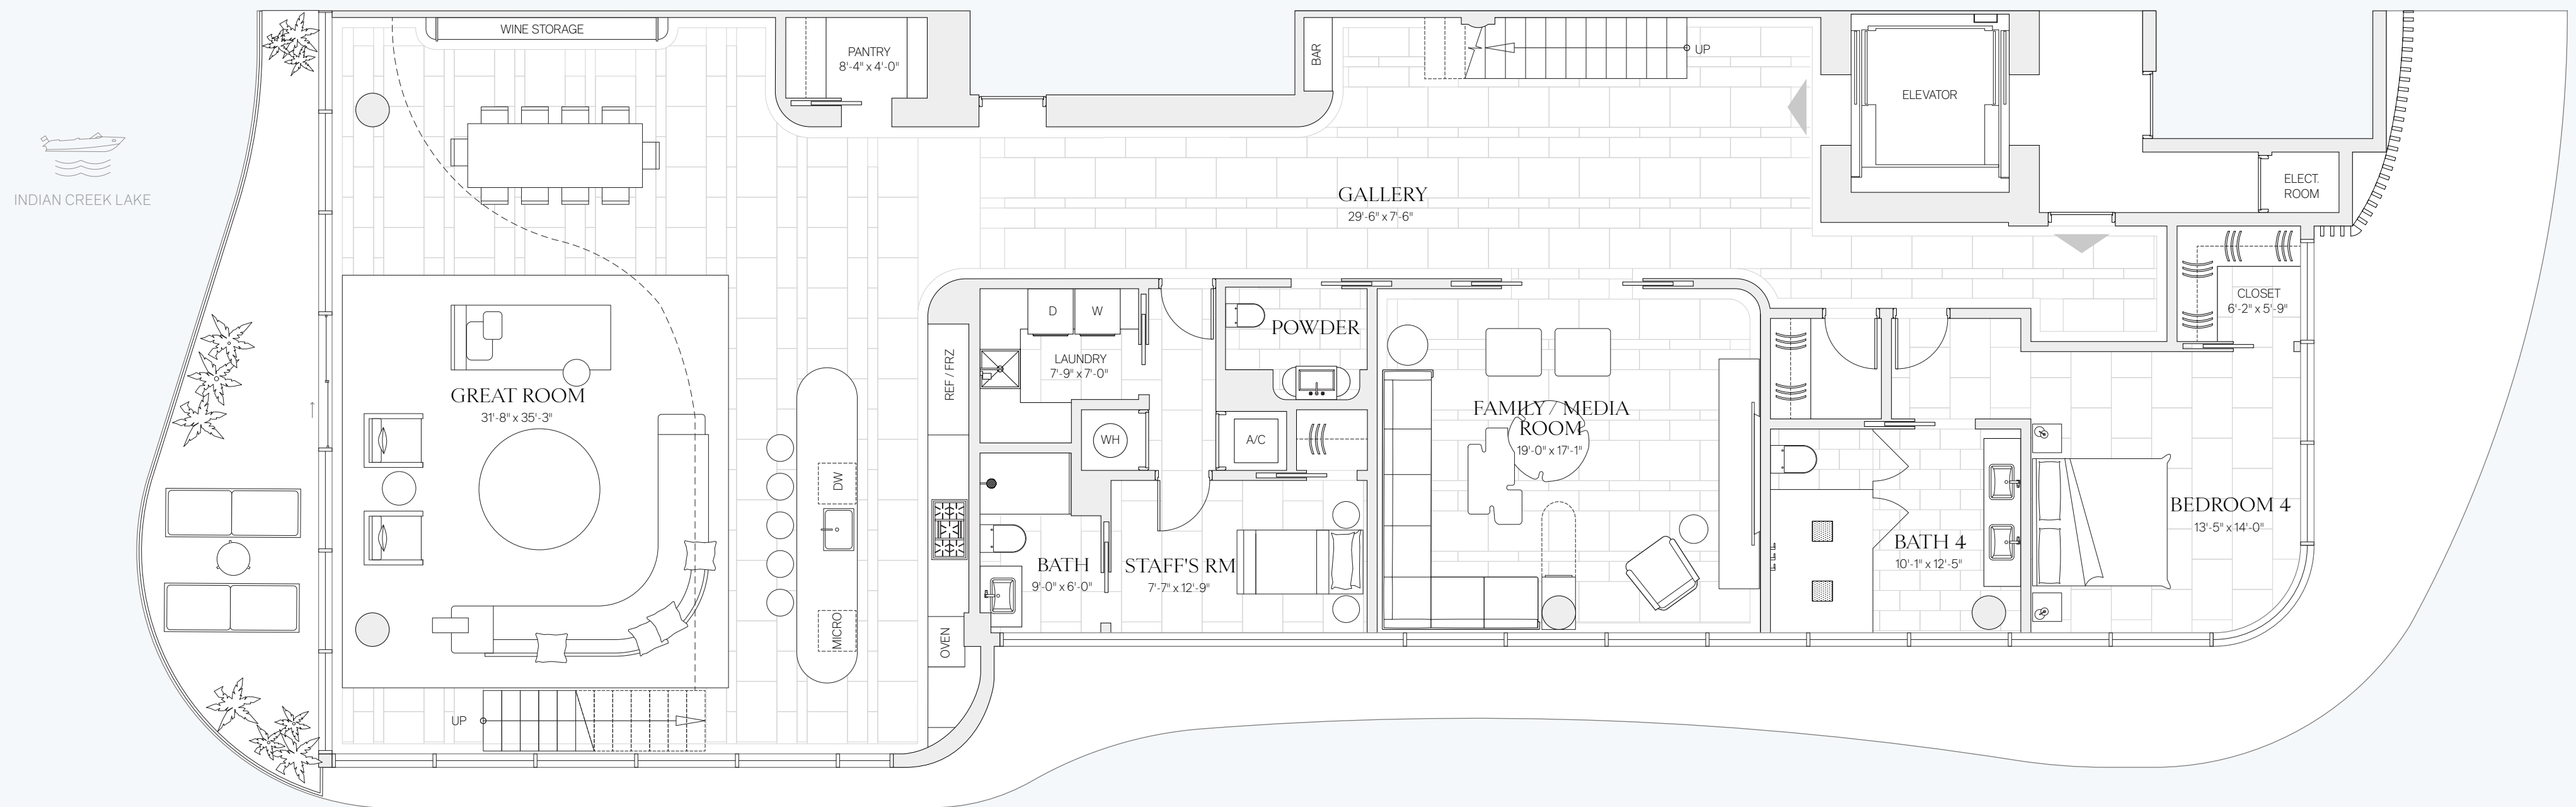 WINE STORAGE
PANTRY
8'-4" x 4'-0"
BAR
UP
ELEVATOR
INDIAN CREEK LAKE
GALLERY
29'-6" x 7'-6"
ELECT.
ROOM
CLOSET
6'-2" x 5'-9"
D
W
LAUNDRY
7'-9" x 7'-0"
POWDER
REF / FRZ
GREAT ROOM
31'-8" x 35'-3"
WH
A/C
FAMILY / MEDIA
ROOM
19'-0" x 17'-1"
DW
BEDROOM 4
13'-5" x 14'-0"
BATH
9'-0" x 6'-0"
STAFF'S RM
7'-7" x 12'-9"
BATH 4
10'-1" x 12'-5"
MICRO
OVEN
UP